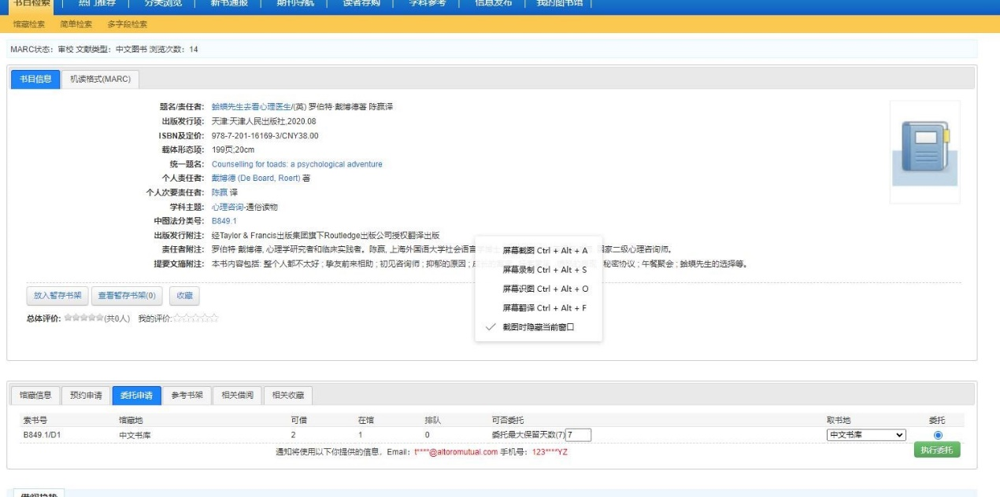 书目检索 热门推荐 分类浏览 新书通报 期刊导航 读者荐购 学科参考 信息发布 我的图书馆
馆藏检索 简单检索 多字段检索
MARC状态：审校 文献类型：中文图书 浏览次数：14
书目信息 机读格式(MARC)
题名/责任者: 蛤蟆先生去看心理医生/(英) 罗伯特·戴博德著 陈赢译
出版发行项: 天津:天津人民出版社,2020.08
ISBN及定价: 978-7-201-16169-3/CNY38.00
载体形态项: 199页;20cm
统一题名: Counselling for toads: a psychological adventure
个人责任者: 戴博德 (De Board, Roert) 著
个人次要责任者: 陈赢 译
学科主题: 心理咨询-通俗读物
中图法分类号: B849.1
出版发行附注: 经Taylor & Francis出版集团旗下Routledge出版公司授权翻译出版
责任者附注: 罗伯特·戴博德, 心理学研究者和临床实践者。陈赢, 上海外国语大学社会语言 国家二级心理咨询师。
提要文摘附注: 本书内容包括: 整个人都不太好 ; 挚友前来相助 ; 初见咨询师 ; 抑郁的原因 ; 秘密协议 ; 午餐聚会 ; 蛤蟆先生的选择等。
屏幕截图 Ctrl + Alt + A
屏幕录制 Ctrl + Alt + S
屏幕识图 Ctrl + Alt + O
屏幕翻译 Ctrl + Alt + F
截图时隐藏当前窗口
放入暂存书架 查看暂存书架(0) 收藏
总体评价: (共0人) 我的评价:
馆藏信息 预约申请 委托申请 参考书架 相关借阅 相关收藏
索书号 馆藏地 可借 在馆 排队 可否委托 取书地 委托
B849.1/D1 中文书库 2 1 0 委托最大保留天数(7) 7 中文书库
通知将使用以下你提供的信息，Email：t****@altoromutual.com 手机号：123****YZ 执行委托
借阅趋势